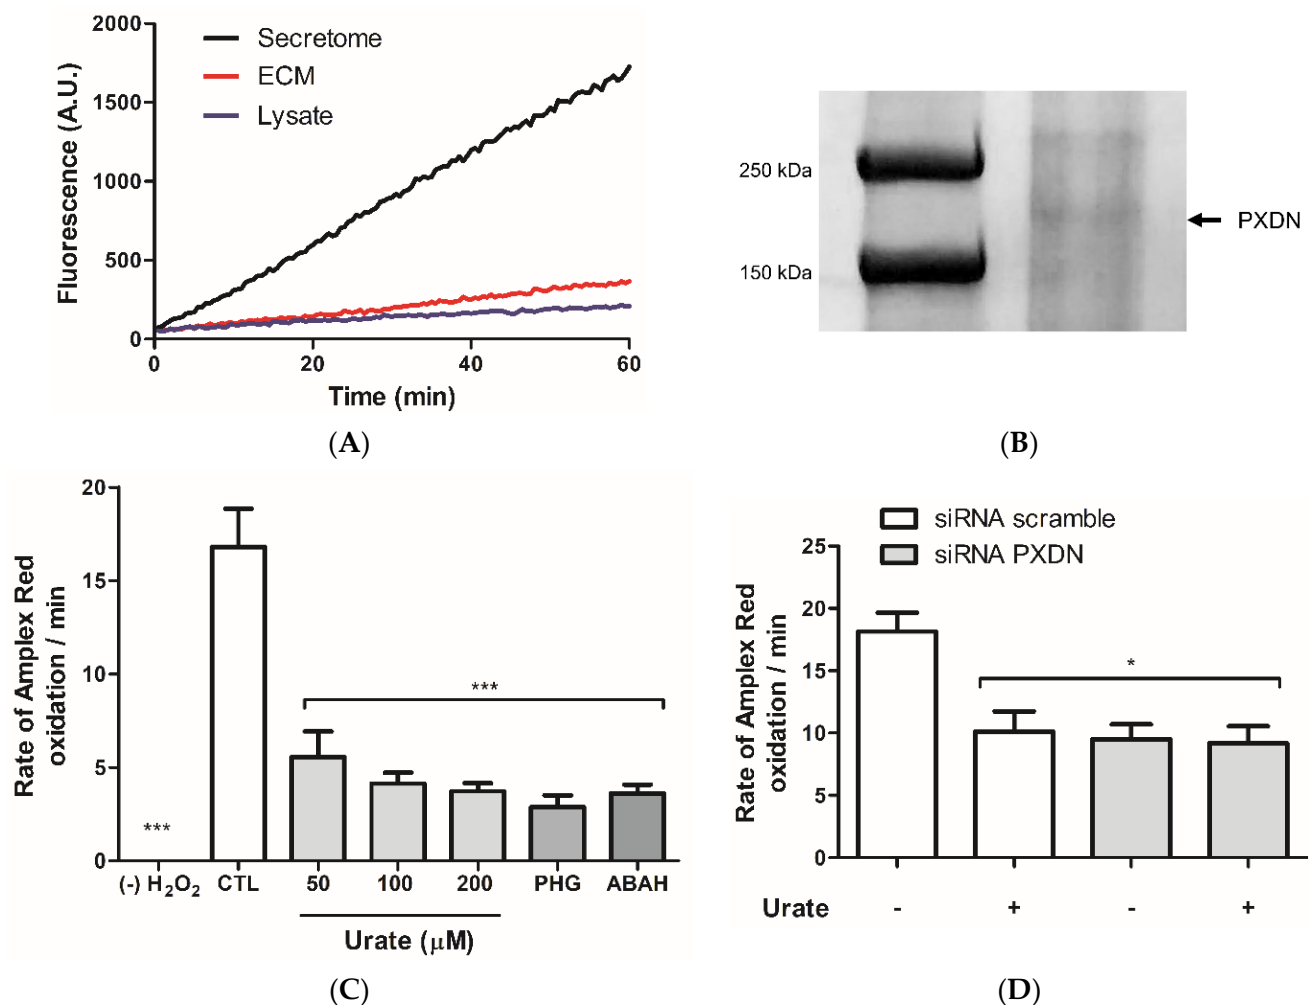 2000
1500
1000
500
0
Fluorescence (A.U.)
Secretome
ECM
Lysate
0 20 40 60
Time (min)
(A)
250 kDa
150 kDa
PXDN
(B)
20
15
10
5
0
Rate of Amplex Red
oxidation / min
***
***
(-) H₂O₂ CTL 50 100 200 PHG ABAH
Urate (μM)
(C)
siRNA scramble
siRNA PXDN
25
20
15
10
5
0
Rate of Amplex Red
oxidation / min
*
Urate - + - +
(D)